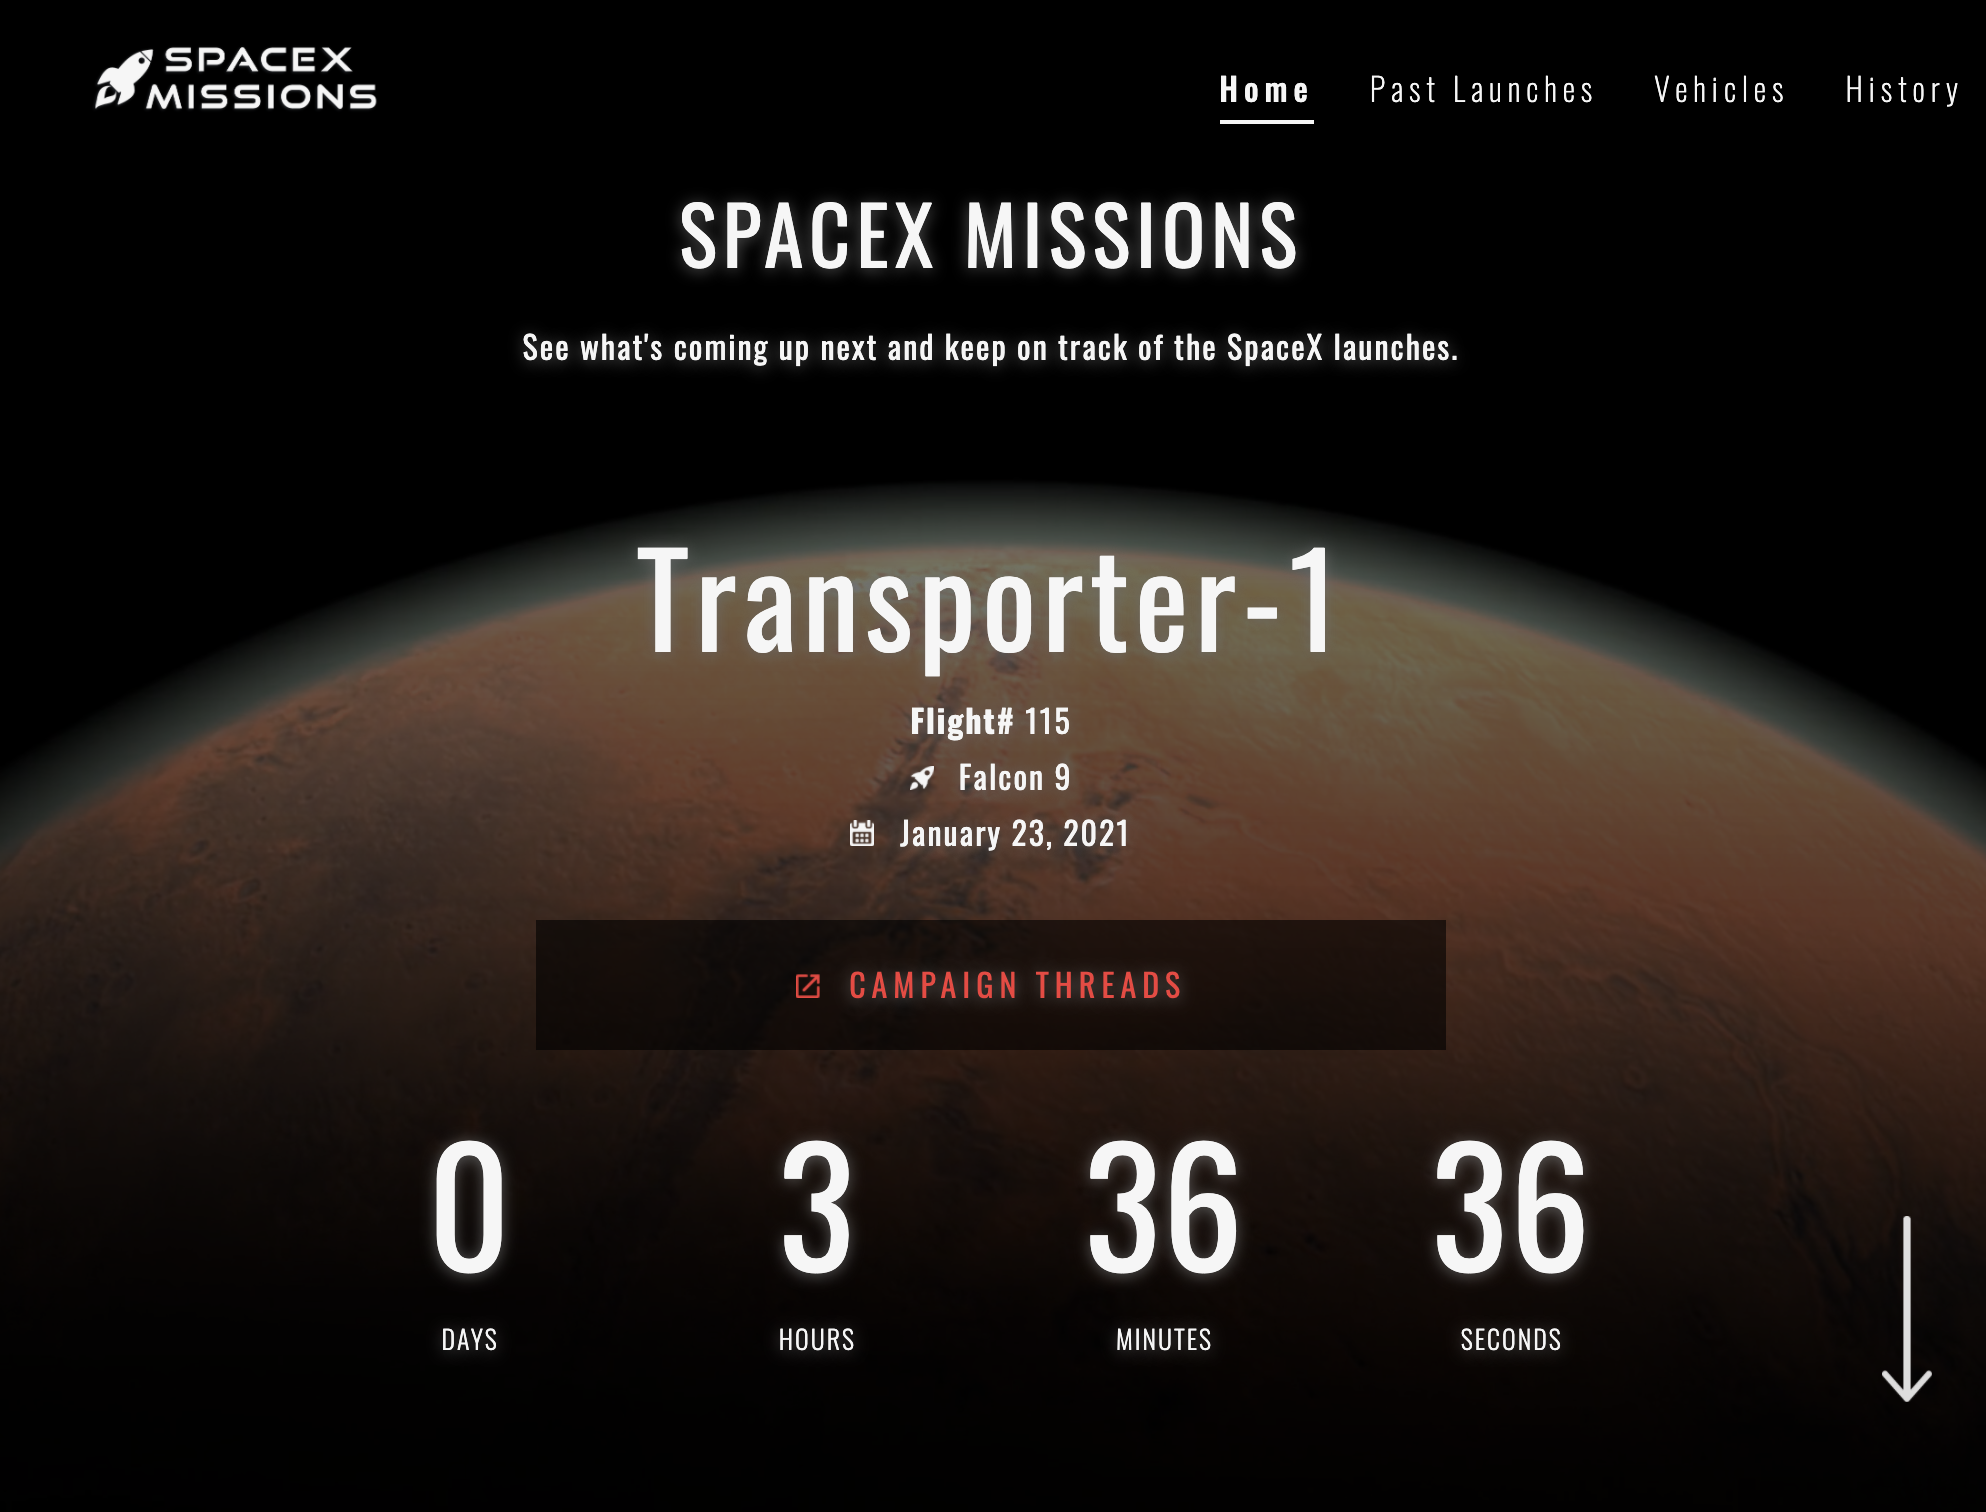 SPACEX
MISSIONS
Home Past Launches Vehicles History
SPACEX MISSIONS
See what's coming up next and keep on track of the SpaceX launches.
Transporter-1
Flight# 115
Falcon 9
January 23, 2021
CAMPAIGN THREADS
0 3 36 36
DAYS HOURS MINUTES SECONDS